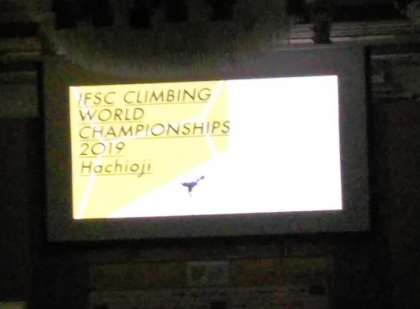 IFSC CLIMBING
WORLD
CHAMPIONSHIPS
2019
Hachioji